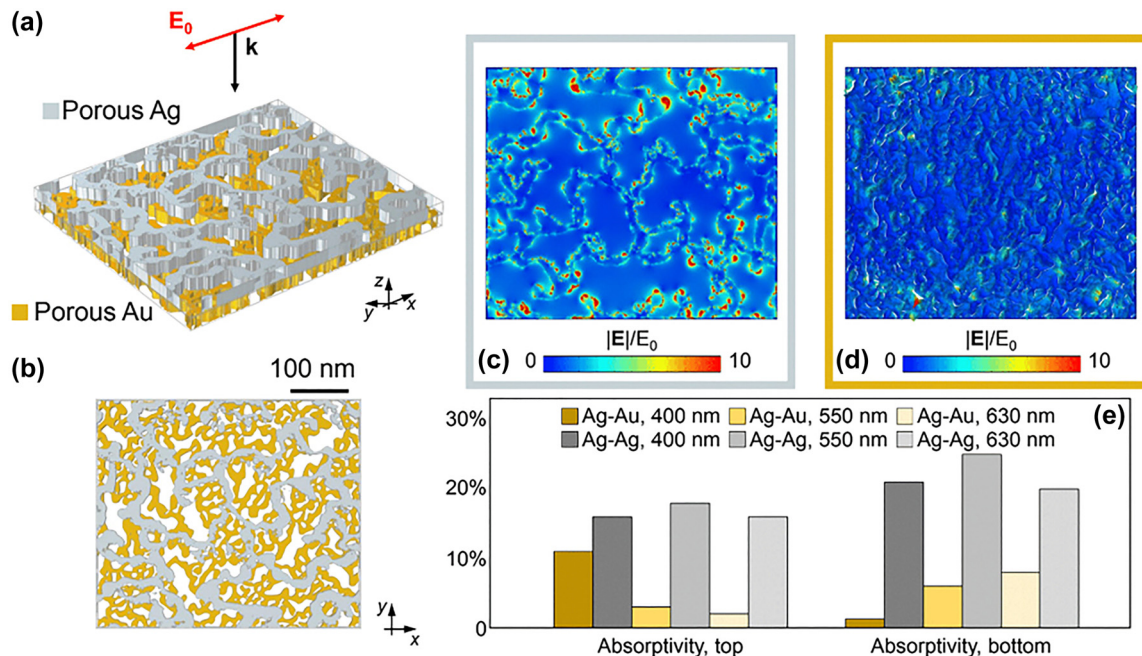 (a)
E0
k
Porous Ag
Porous Au
z
y
x
(b)
100 nm
y
x
|E|/E0
(c)
0
10
|E|/E0
(d)
0
10
(e)
Ag-Au, 400 nm
Ag-Au, 550 nm
Ag-Au, 630 nm
Ag-Ag, 400 nm
Ag-Ag, 550 nm
Ag-Ag, 630 nm
30%
20%
10%
0
Absorptivity, top
Absorptivity, bottom